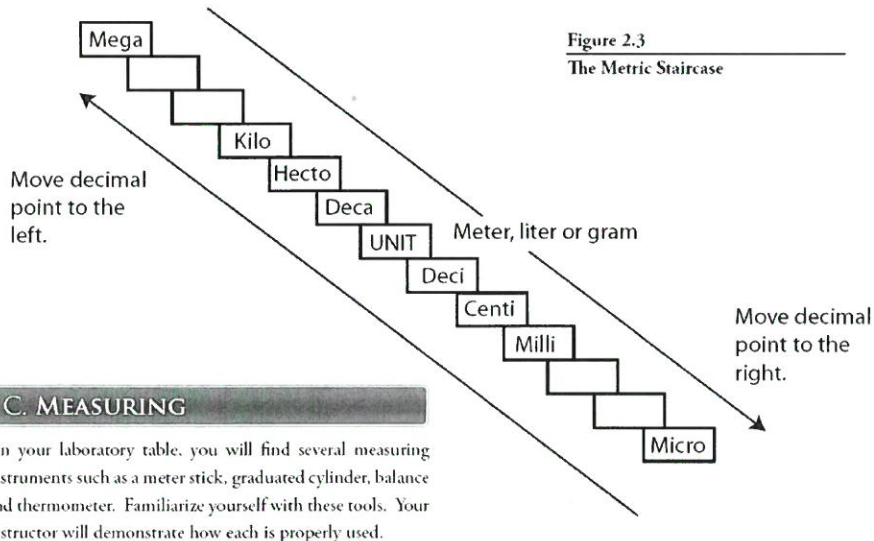 Figure 2.3
The Metric Staircase
Mega
Kilo
Hecto
Deca
UNIT
Meter, liter or gram
Deci
Centi
Milli
Micro
Move decimal
point to the
left.
Move decimal
point to the
right.
C. MEASURING
n your laboratory table, you will find several measuring
struments such as a meter stick, graduated cylinder, balance
nd thermometer. Familiarize yourself with these tools. Your
structor will demonstrate how each is properly used.